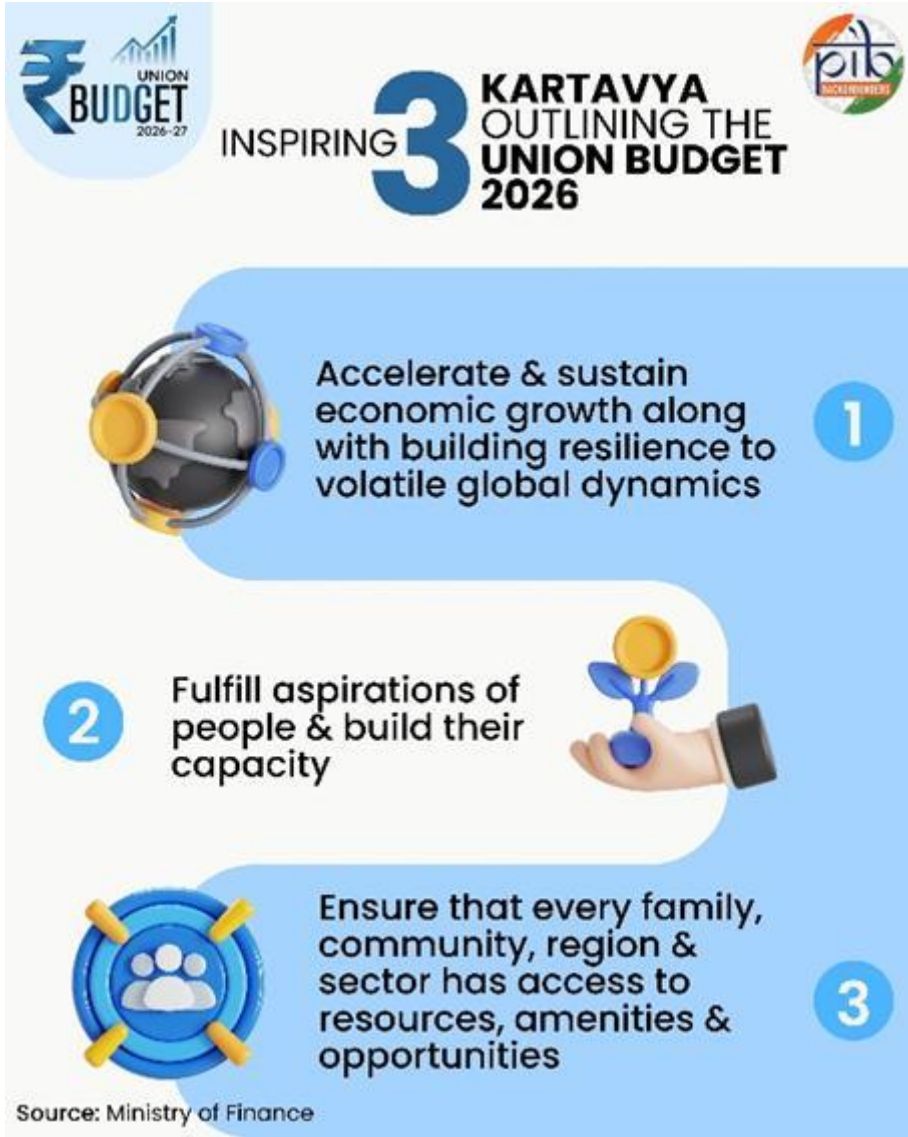 ₹ UNION
BUDGET
2026-27
pib
BACKGROUNDERS
INSPIRING 3
KARTAVYA
OUTLINING THE
UNION BUDGET
2026
Accelerate & sustain
economic growth along
with building resilience to
volatile global dynamics
1
2
Fulfill aspirations of
people & build their
capacity
Ensure that every family,
community, region &
sector has access to
resources, amenities &
opportunities
3
Source: Ministry of Finance